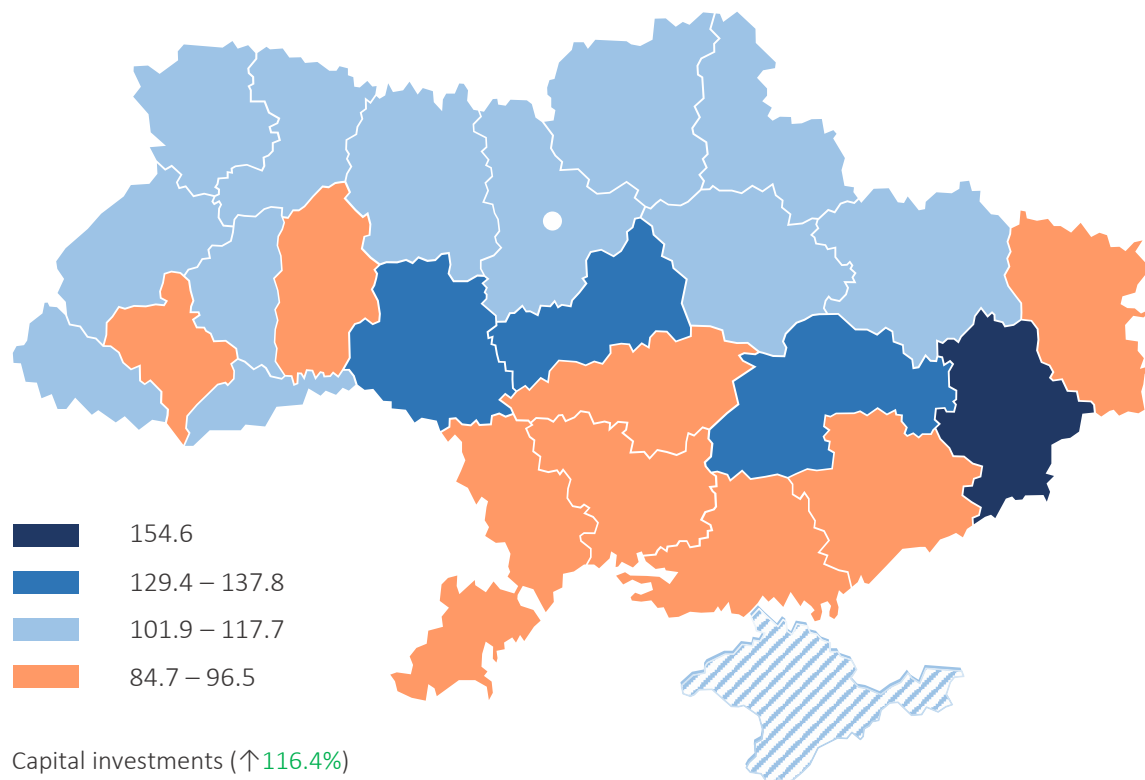 154.6
129.4 – 137.8
101.9 – 117.7
84.7 – 96.5
Capital investments (↑116.4%)